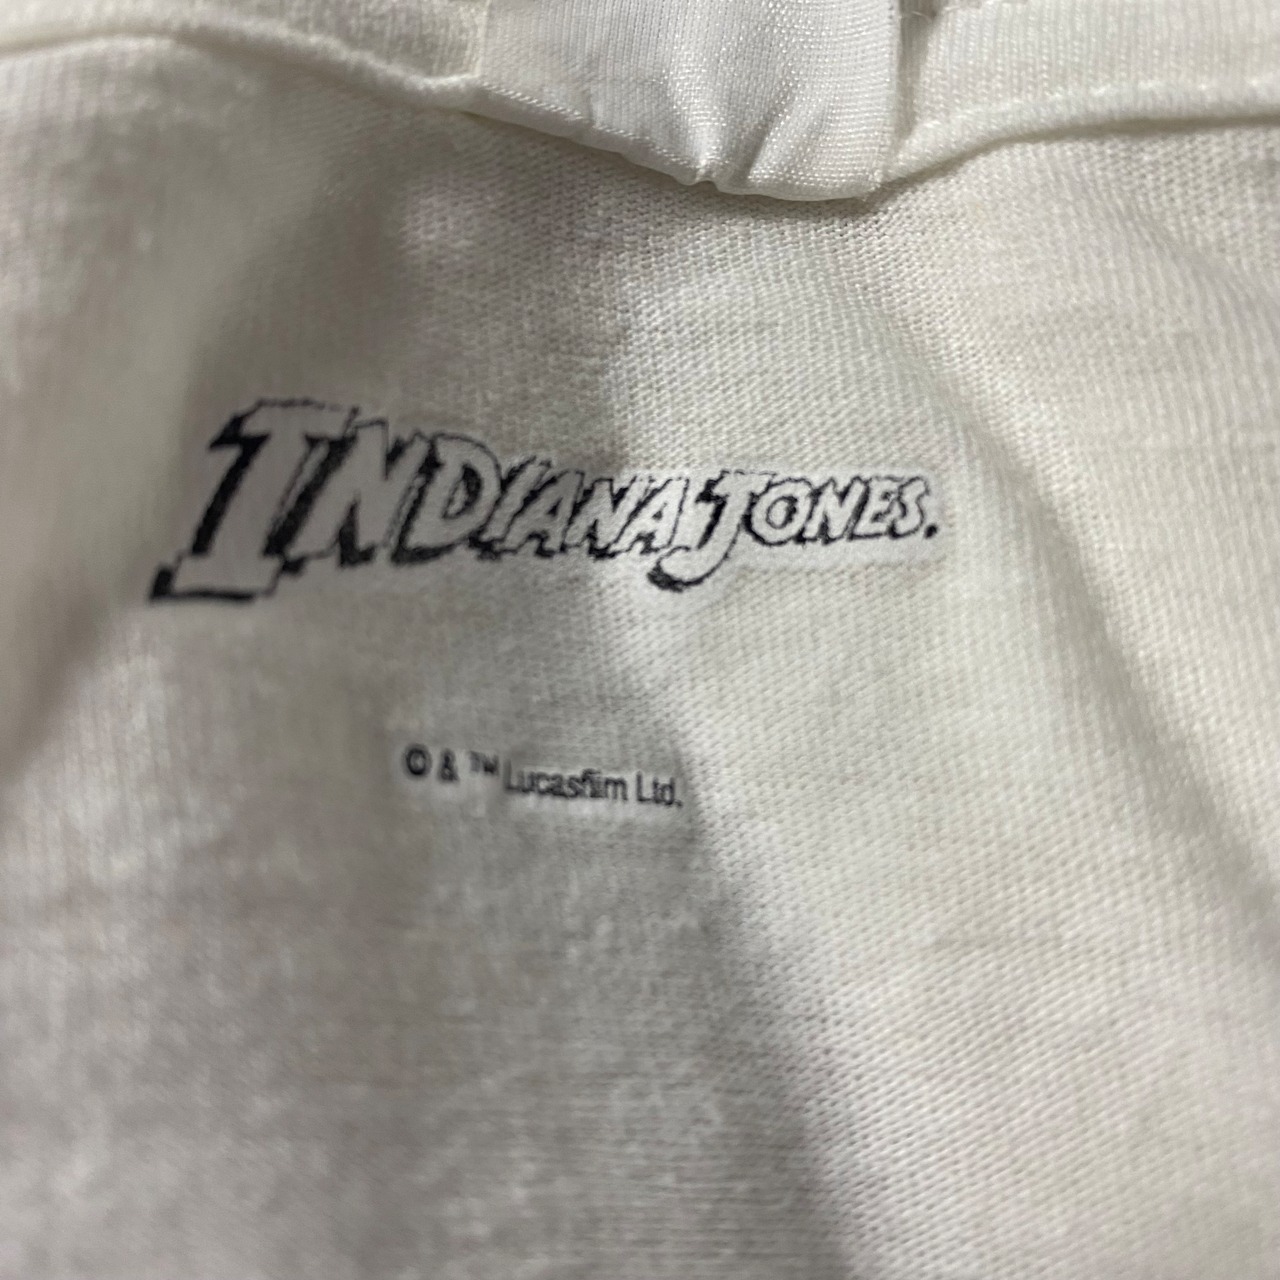 INDIANA JONES.
© & ™ Lucasfilm Ltd.